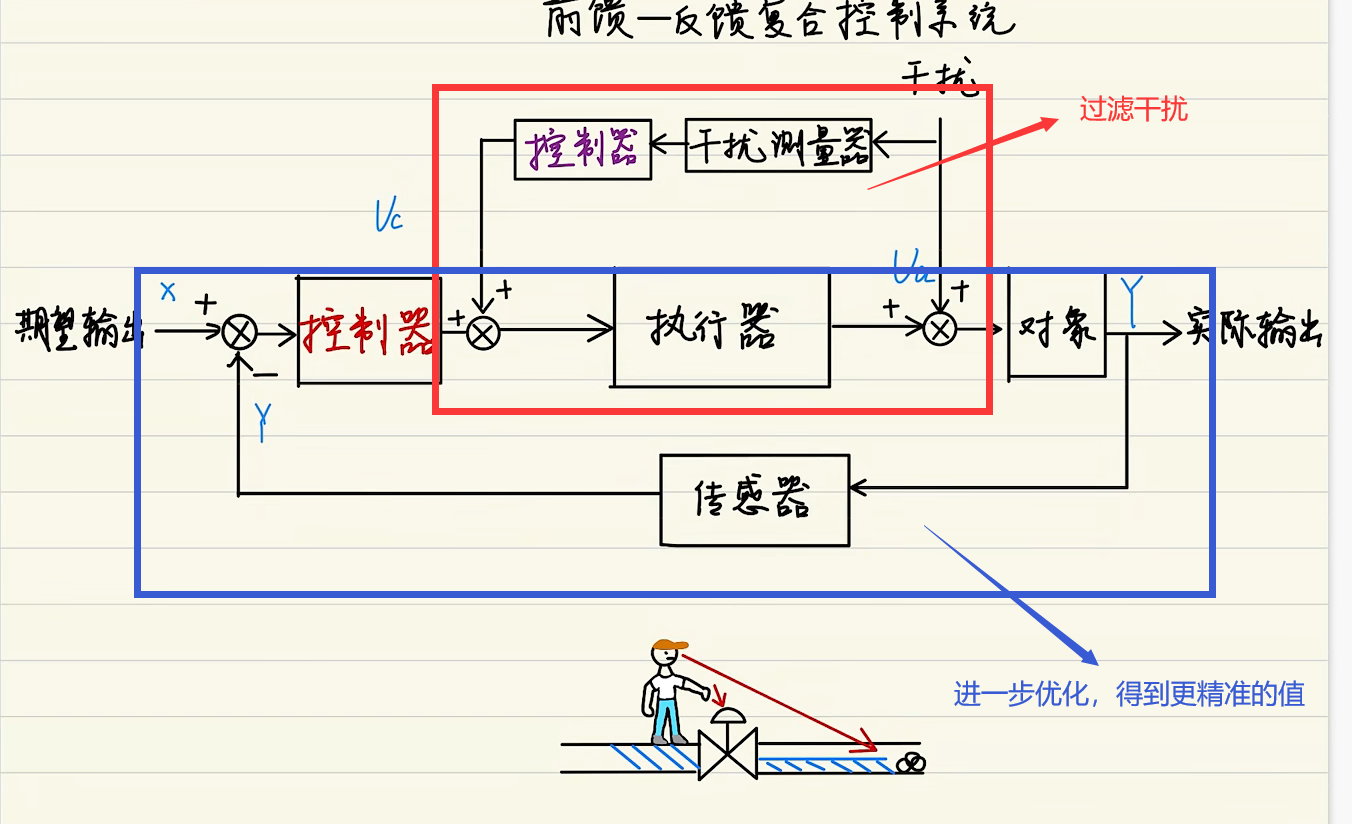 前馈—反馈复合控制系统
干扰
过滤干扰
控制器
干扰测量器
Uc
+
Ua
+
期望输出
X
+
控制器
+
执行器
+
对象
Y
实际输出
−
Y
传感器
进一步优化，得到更精准的值